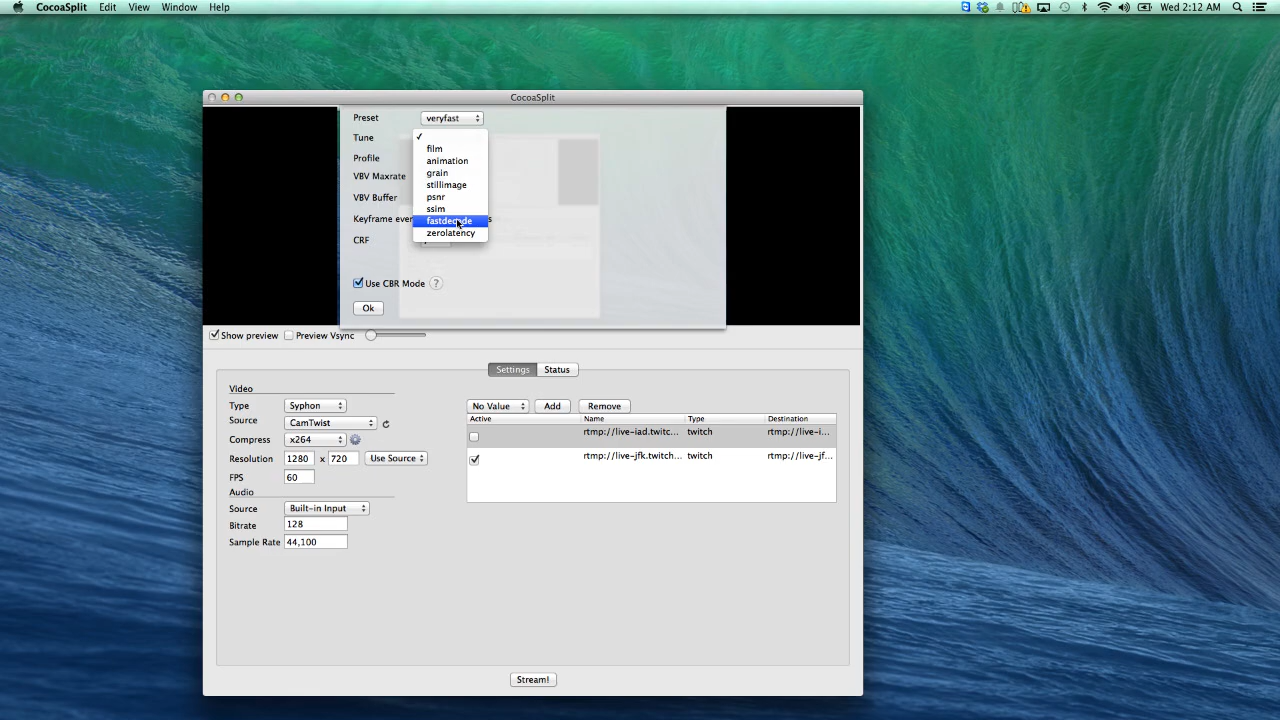 CocoaSplit Edit View Window Help Wed 2:12 AM
CocoaSplit
Preset veryfast
Tune
film
animation
grain
stillimage
psnr
ssim
fastdecode
zerolatency
Profile
VBV Maxrate
VBV Buffer
Keyframe ever
CRF
Use CBR Mode ?
Ok
Show preview Preview Vsync
Settings Status
Video
Type Syphon
Source CamTwist
Compress x264
Resolution 1280 x 720 Use Source
FPS 60
Audio
Source Built-in Input
Bitrate 128
Sample Rate 44,100
No Value Add Remove
Active Name Type Destination
rtmp://live-iad.twitc... twitch rtmp://live-i...
rtmp://live-jfk.twitch... twitch rtmp://live-jf...
Stream!